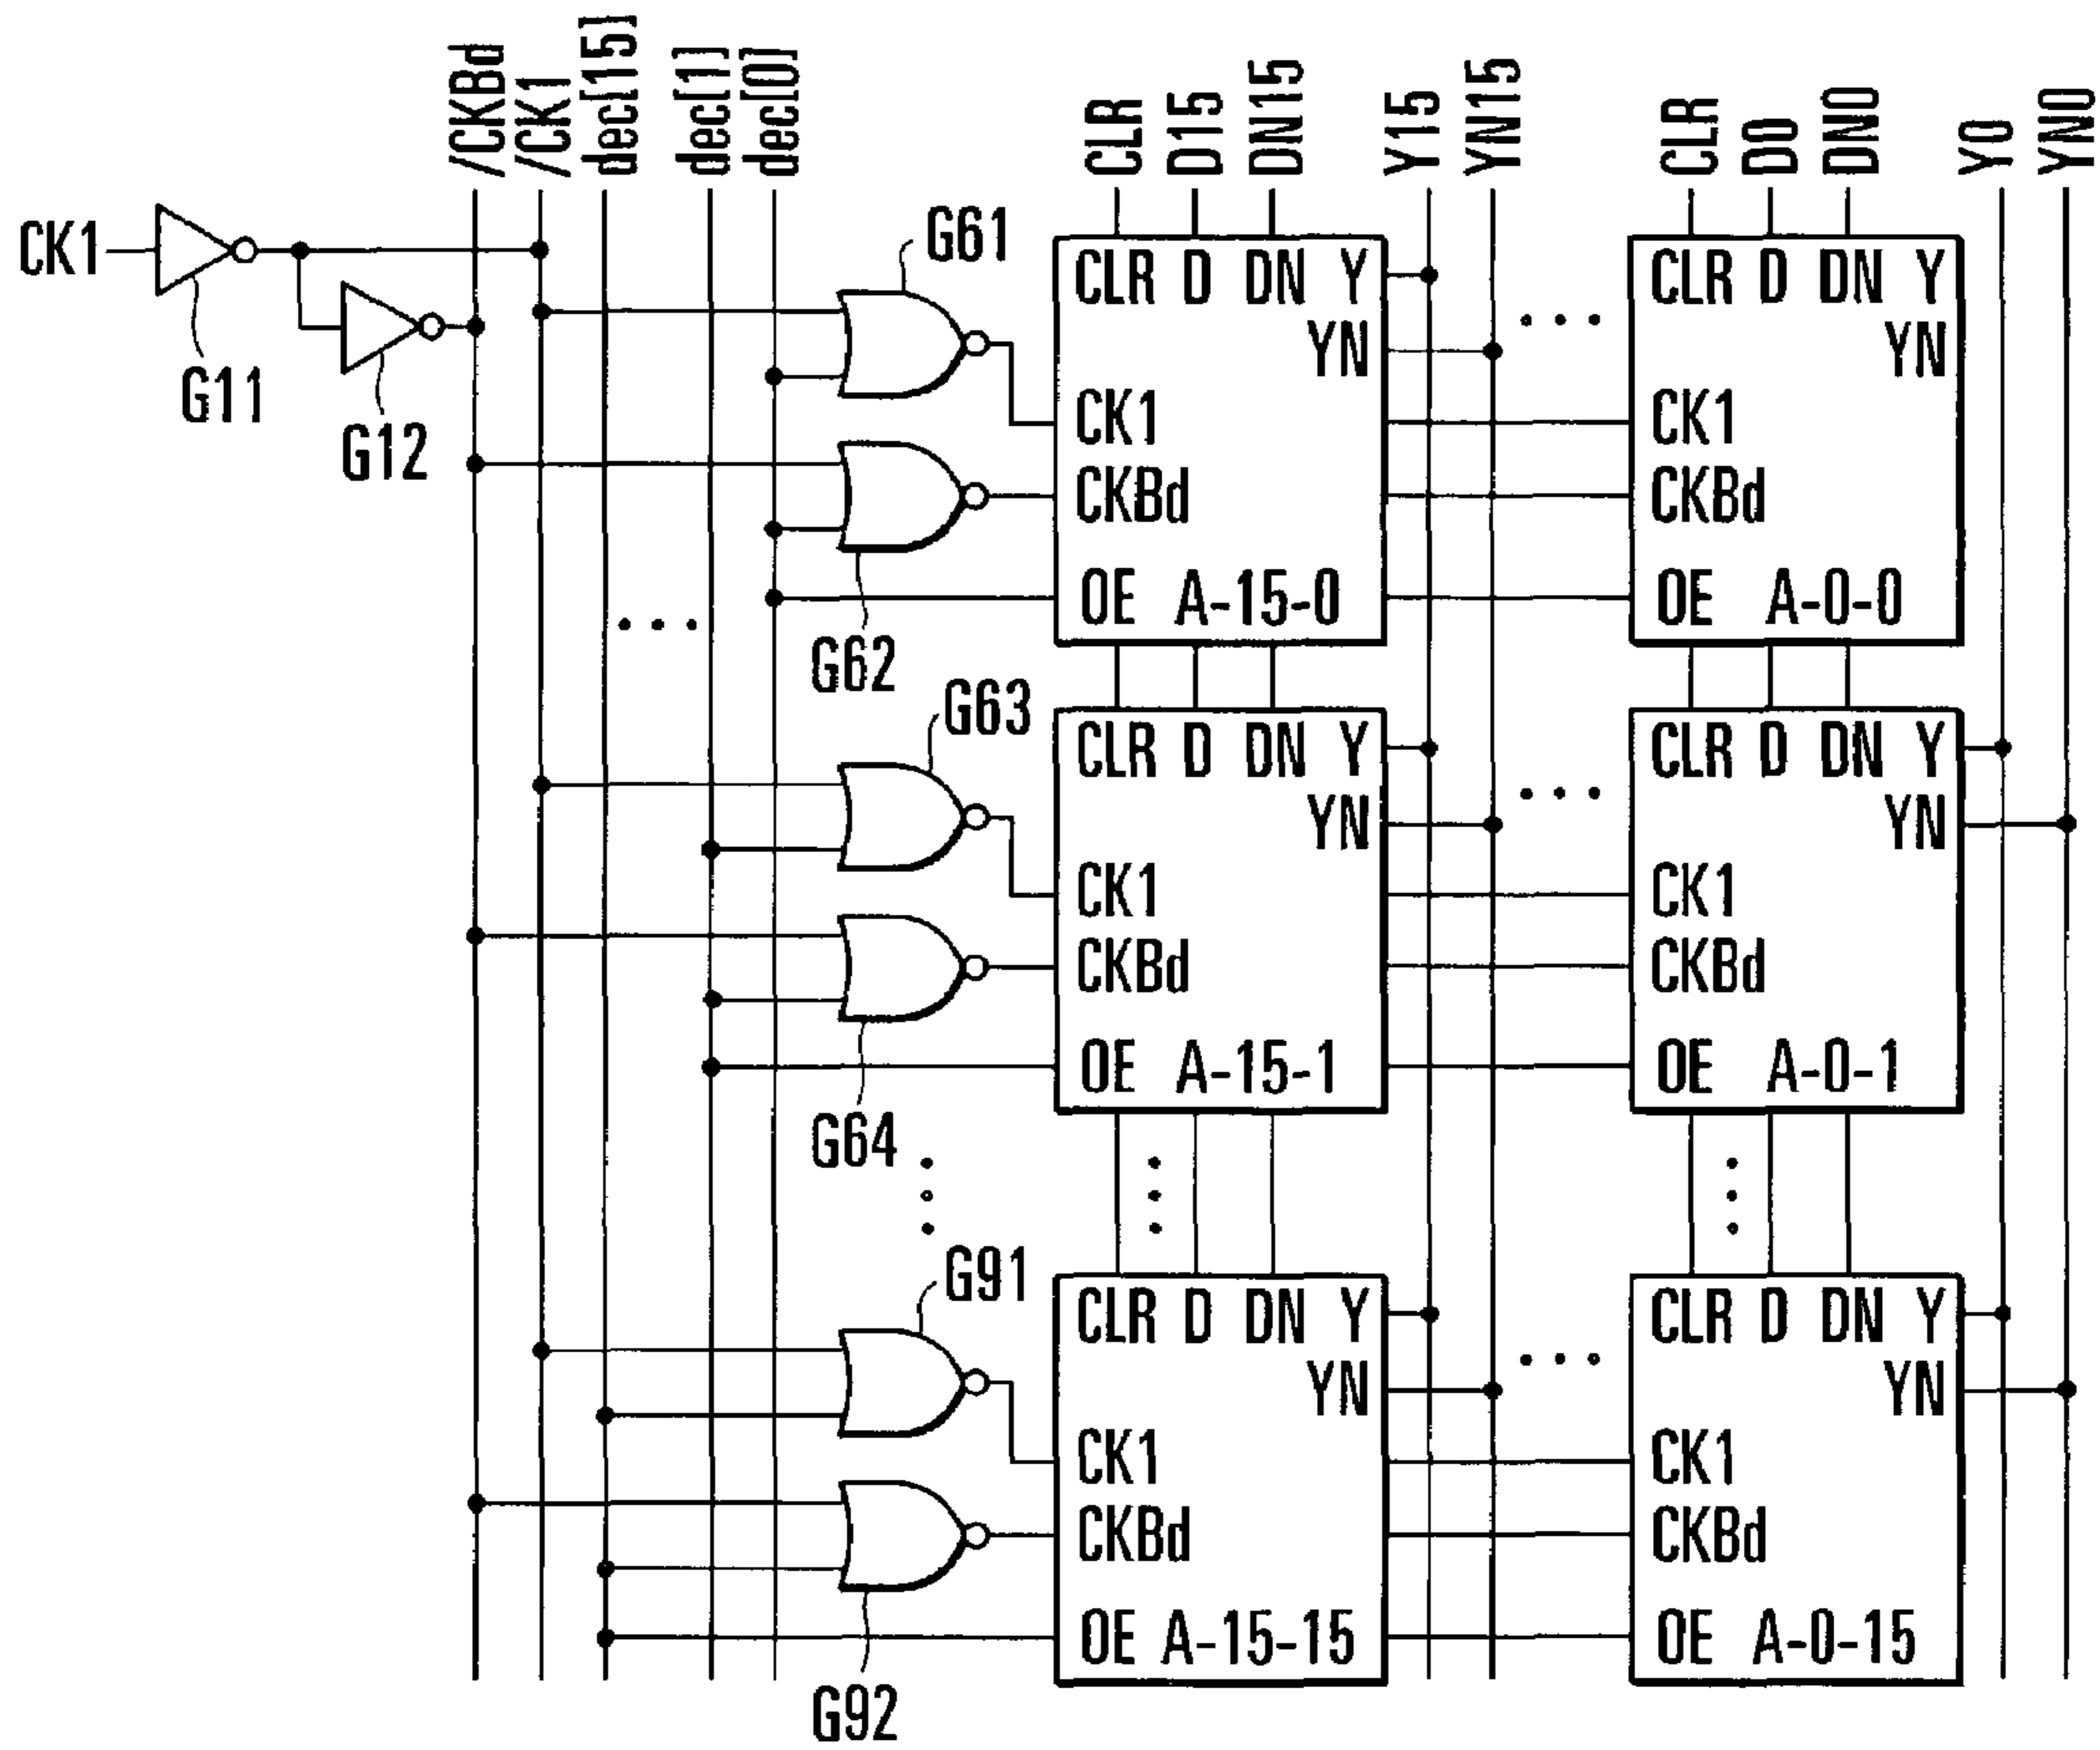 /CKBd
/CK1
dec[15]
dec[1]
dec[0]
CLR
D15
DN15
Y15
YN15
CLR
D0
DN0
Y0
YN0
CK1
G11
G12
G61
CLR D DN Y
YN
CK1
CKBd
OE A-15-0
. . .
CLR D DN Y
YN
CK1
CKBd
OE A-0-0
G62
. . .
G63
CLR D DN Y
YN
CK1
CKBd
OE A-15-1
. . .
CLR D DN Y
YN
CK1
CKBd
OE A-0-1
G64
G91
CLR D DN Y
YN
CK1
CKBd
OE A-15-15
. . .
CLR D DN Y
YN
CK1
CKBd
OE A-0-15
G92